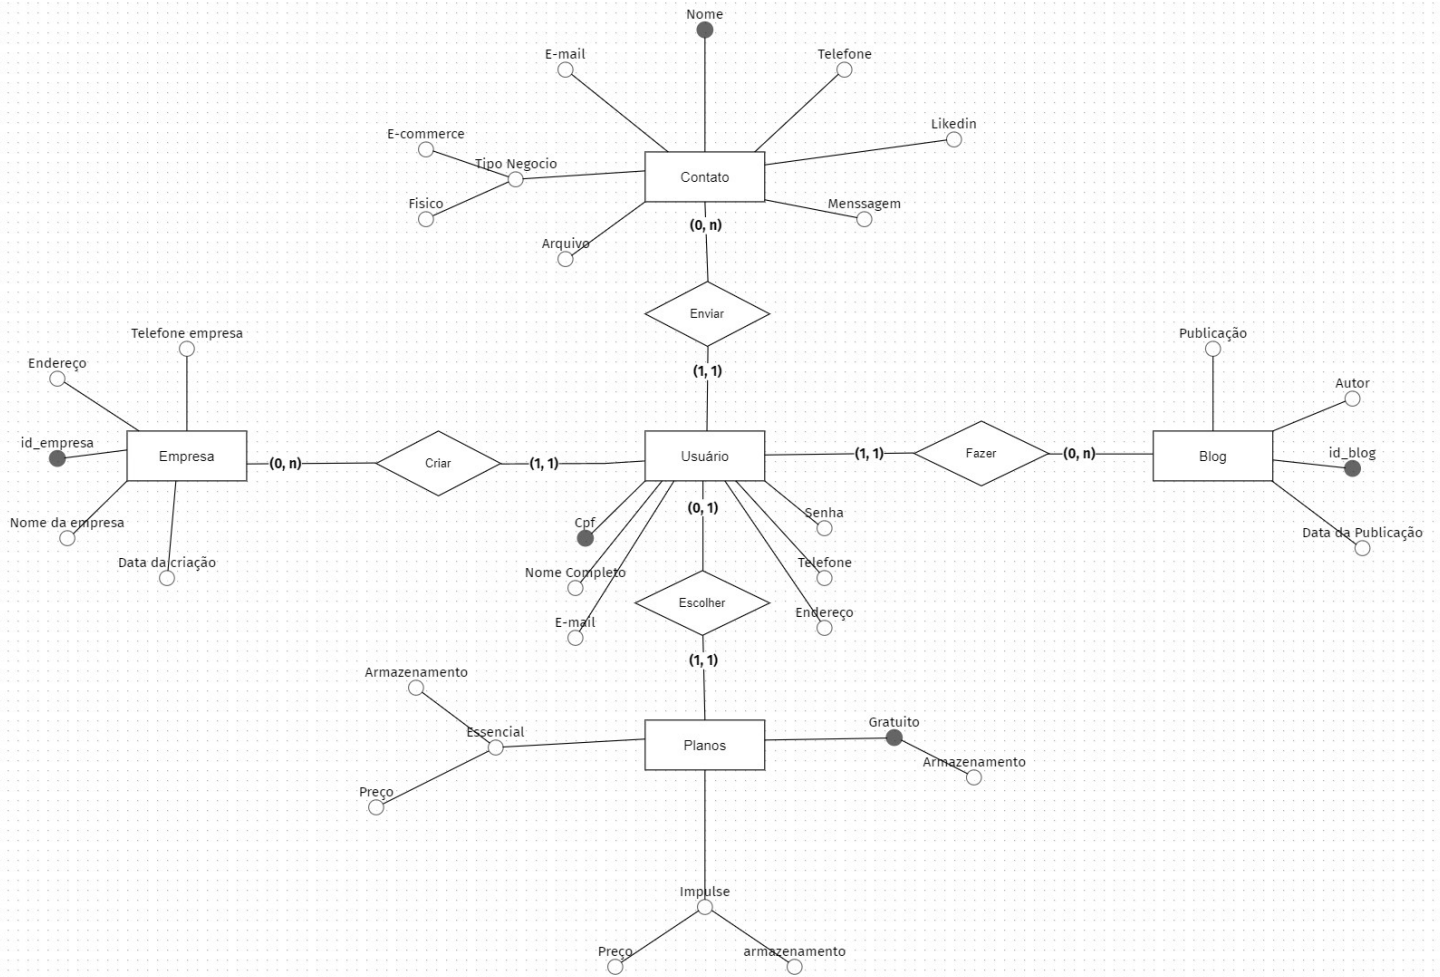 Nome
E-mail
Telefone
Likedin
E-commerce
Tipo Negocio
Contato
Fisico
Menssagem
(0, n)
Arquivo
Enviar
Telefone empresa
Publicação
Endereço
(1, 1)
Autor
id_empresa
Empresa
(0, n)
Criar
(1, 1)
Usuário
(1, 1)
Fazer
(0, n)
Blog
id_blog
(0, 1)
Senha
Nome da empresa
Cpf
Data da Publicação
Data da criação
Nome Completo
Telefone
Escolher
E-mail
Endereço
(1, 1)
Armazenamento
Gratuito
Essencial
Planos
Armazenamento
Preço
Impulse
Preço
armazenamento